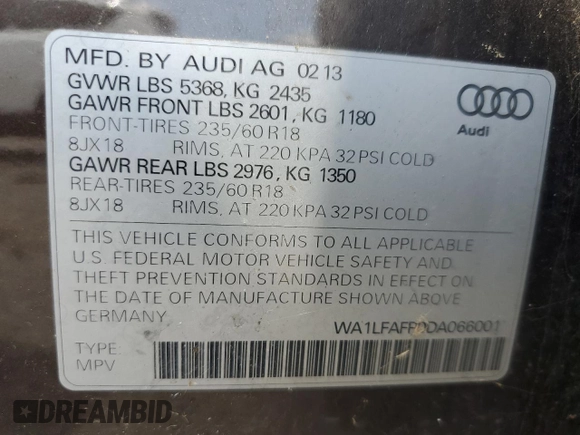 MFD. BY AUDI AG 02 13
GVWR LBS 5368, KG 2435
GAWR FRONT LBS 2601, KG 1180
FRONT-TIRES 235/60 R18
8JX18 RIMS, AT 220 KPA 32 PSI COLD
GAWR REAR LBS 2976, KG 1350
REAR-TIRES 235/60 R18
8JX18 RIMS, AT 220 KPA 32 PSI COLD
Audi
THIS VEHICLE CONFORMS TO ALL APPLICABLE
U.S. FEDERAL MOTOR VEHICLE SAFETY AND
THEFT PREVENTION STANDARDS IN EFFECT ON
THE DATE OF MANUFACTURE SHOWN ABOVE
GERMANY
TYPE
MPV
DREAMBID